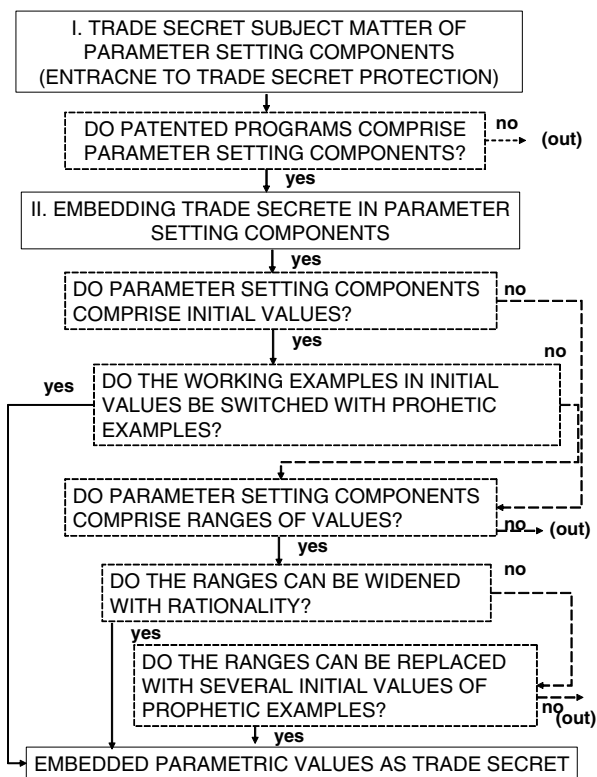 I. TRADE SECRET SUBJECT MATTER OF
PARAMETER SETTING COMPONENTS
(ENTRACNE TO TRADE SECRET PROTECTION)
DO PATENTED PROGRAMS COMPRISE
PARAMETER SETTING COMPONENTS?
no
(out)
yes
II. EMBEDDING TRADE SECRETE IN PARAMETER
SETTING COMPONENTS
yes
DO PARAMETER SETTING COMPONENTS
COMPRISE INITIAL VALUES?
no
yes
no
yes
DO THE WORKING EXAMPLES IN INITIAL
VALUES BE SWITCHED WITH PROHETIC
EXAMPLES?
DO PARAMETER SETTING COMPONENTS
COMPRISE RANGES OF VALUES?
no
(out)
yes
DO THE RANGES CAN BE WIDENED
WITH RATIONALITY?
no
yes
DO THE RANGES CAN BE REPLACED
WITH SEVERAL INITIAL VALUES OF
PROPHETIC EXAMPLES?
no
(out)
yes
EMBEDDED PARAMETRIC VALUES AS TRADE SECRET